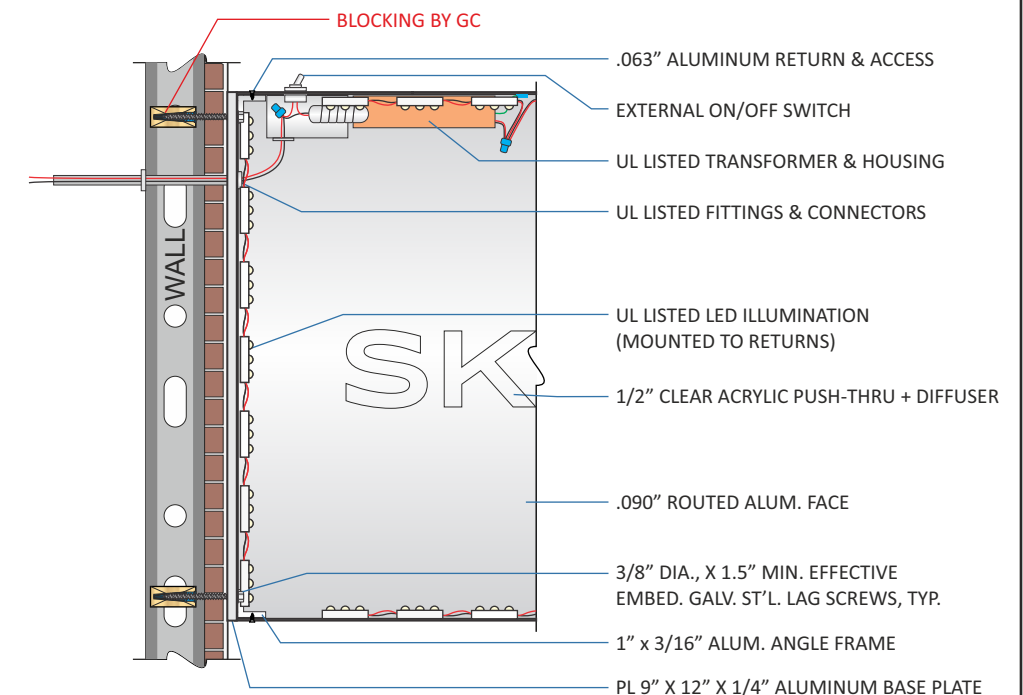 BLOCKING BY GC
.063” ALUMINUM RETURN & ACCESS
EXTERNAL ON/OFF SWITCH
UL LISTED TRANSFORMER & HOUSING
UL LISTED FITTINGS & CONNECTORS
WALL
UL LISTED LED ILLUMINATION
(MOUNTED TO RETURNS)
SK
1/2” CLEAR ACRYLIC PUSH-THRU + DIFFUSER
.090” ROUTED ALUM. FACE
3/8” DIA., X 1.5” MIN. EFFECTIVE
EMBED. GALV. ST’L. LAG SCREWS, TYP.
1” x 3/16” ALUM. ANGLE FRAME
PL 9” X 12” X 1/4” ALUMINUM BASE PLATE